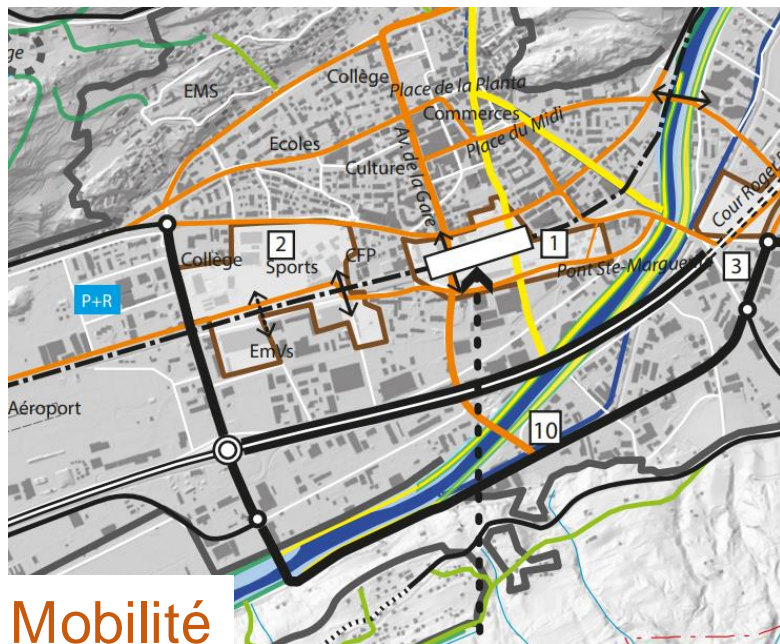 Collège
Place de la Planta
EMS
Commerces
Place du Midi
Ecoles
Av. de la Gare
Culture
Cour Roger
1
2
Collège
Sports
CFP
Pont Ste-Marguerite
3
P+R
EmVs
Aéroport
10
Mobilité